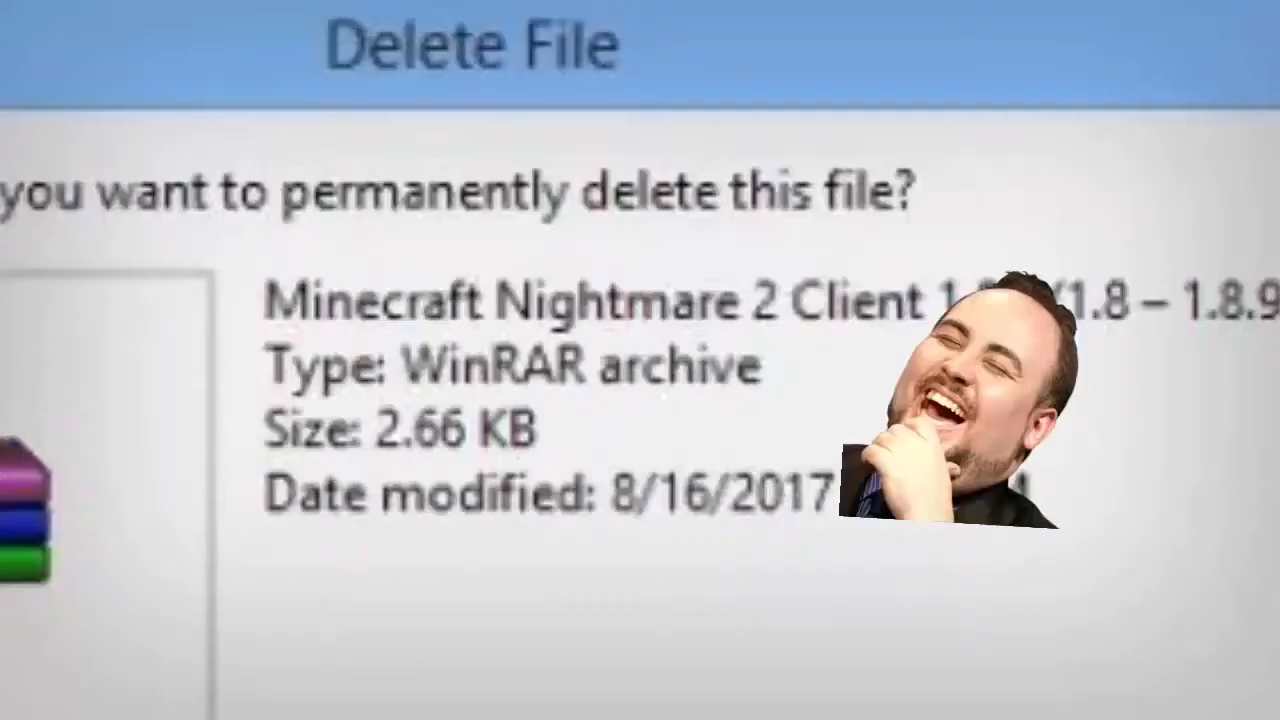 Delete File
you want to permanently delete this file?
Minecraft Nightmare 2 Client (1.8 – 1.8.9
Type: WinRAR archive
Size: 2.66 KB
Date modified: 8/16/2017